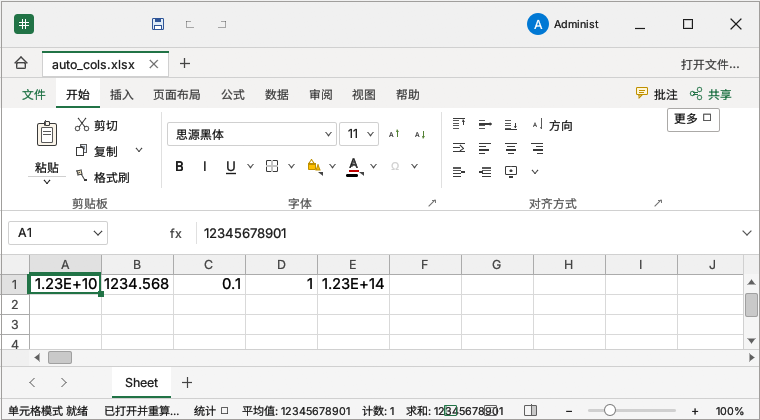 Administ
auto_cols.xlsx
打开文件...
文件 开始 插入 页面布局 公式 数据 审阅 视图 帮助 批注 共享
更多
粘贴 剪切
复制
格式刷
思源黑体 11
B I U A Ω
方向
剪贴板 字体 对齐方式
A1 fx 12345678901
A B C D E F G H I J
1 1.23E+10 1234.568 0.1 1 1.23E+14
2
3
4
Sheet
单元格模式 就绪 已打开并重算... 统计 平均值: 12345678901 计数: 1 求和: 12345678901 100%